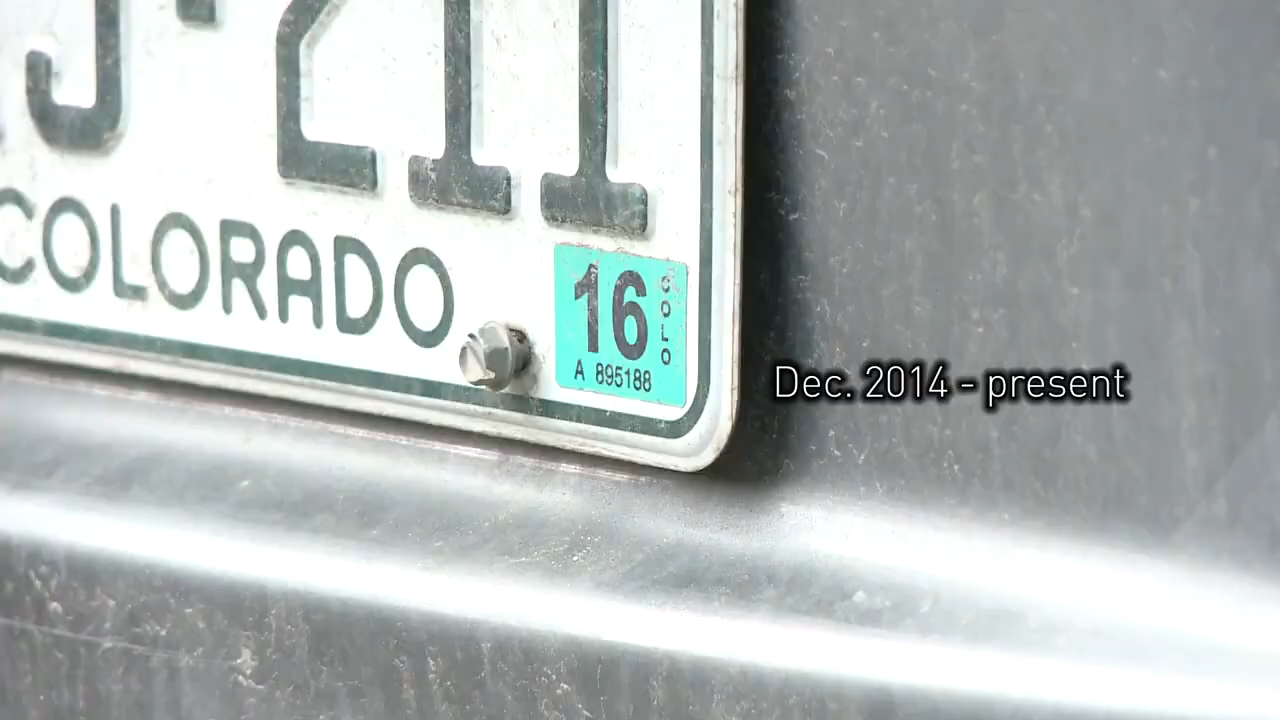 J-211
COLORADO
16
COLO
A 895188
Dec. 2014 - present